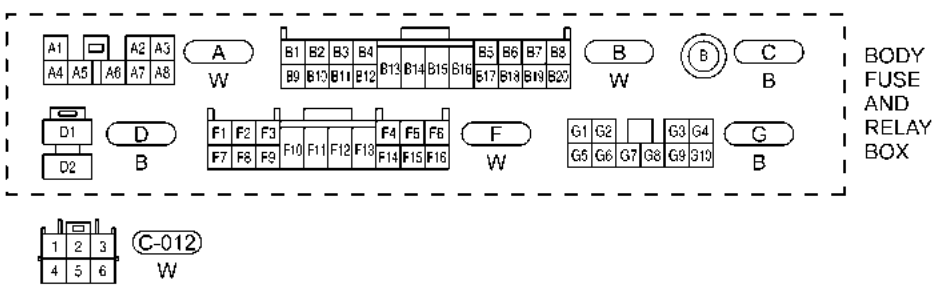 A1 A2 A3
A4 A5 A6 A7 A8
A
W
B1 B2 B3 B4 B5 B6 B7 B8
B9 B10 B11 B12 B13 B14 B15 B16 B17 B18 B19 B20
B
W
B
C
B
BODY
FUSE
AND
RELAY
BOX
D1
D2
D
B
F1 F2 F3 F4 F5 F6
F7 F8 F9 F10 F11 F12 F13 F14 F15 F16
F
W
G1 G2 G3 G4
G5 G6 G7 G8 G9 G10
G
B
1 2 3
4 5 6
C-012
W